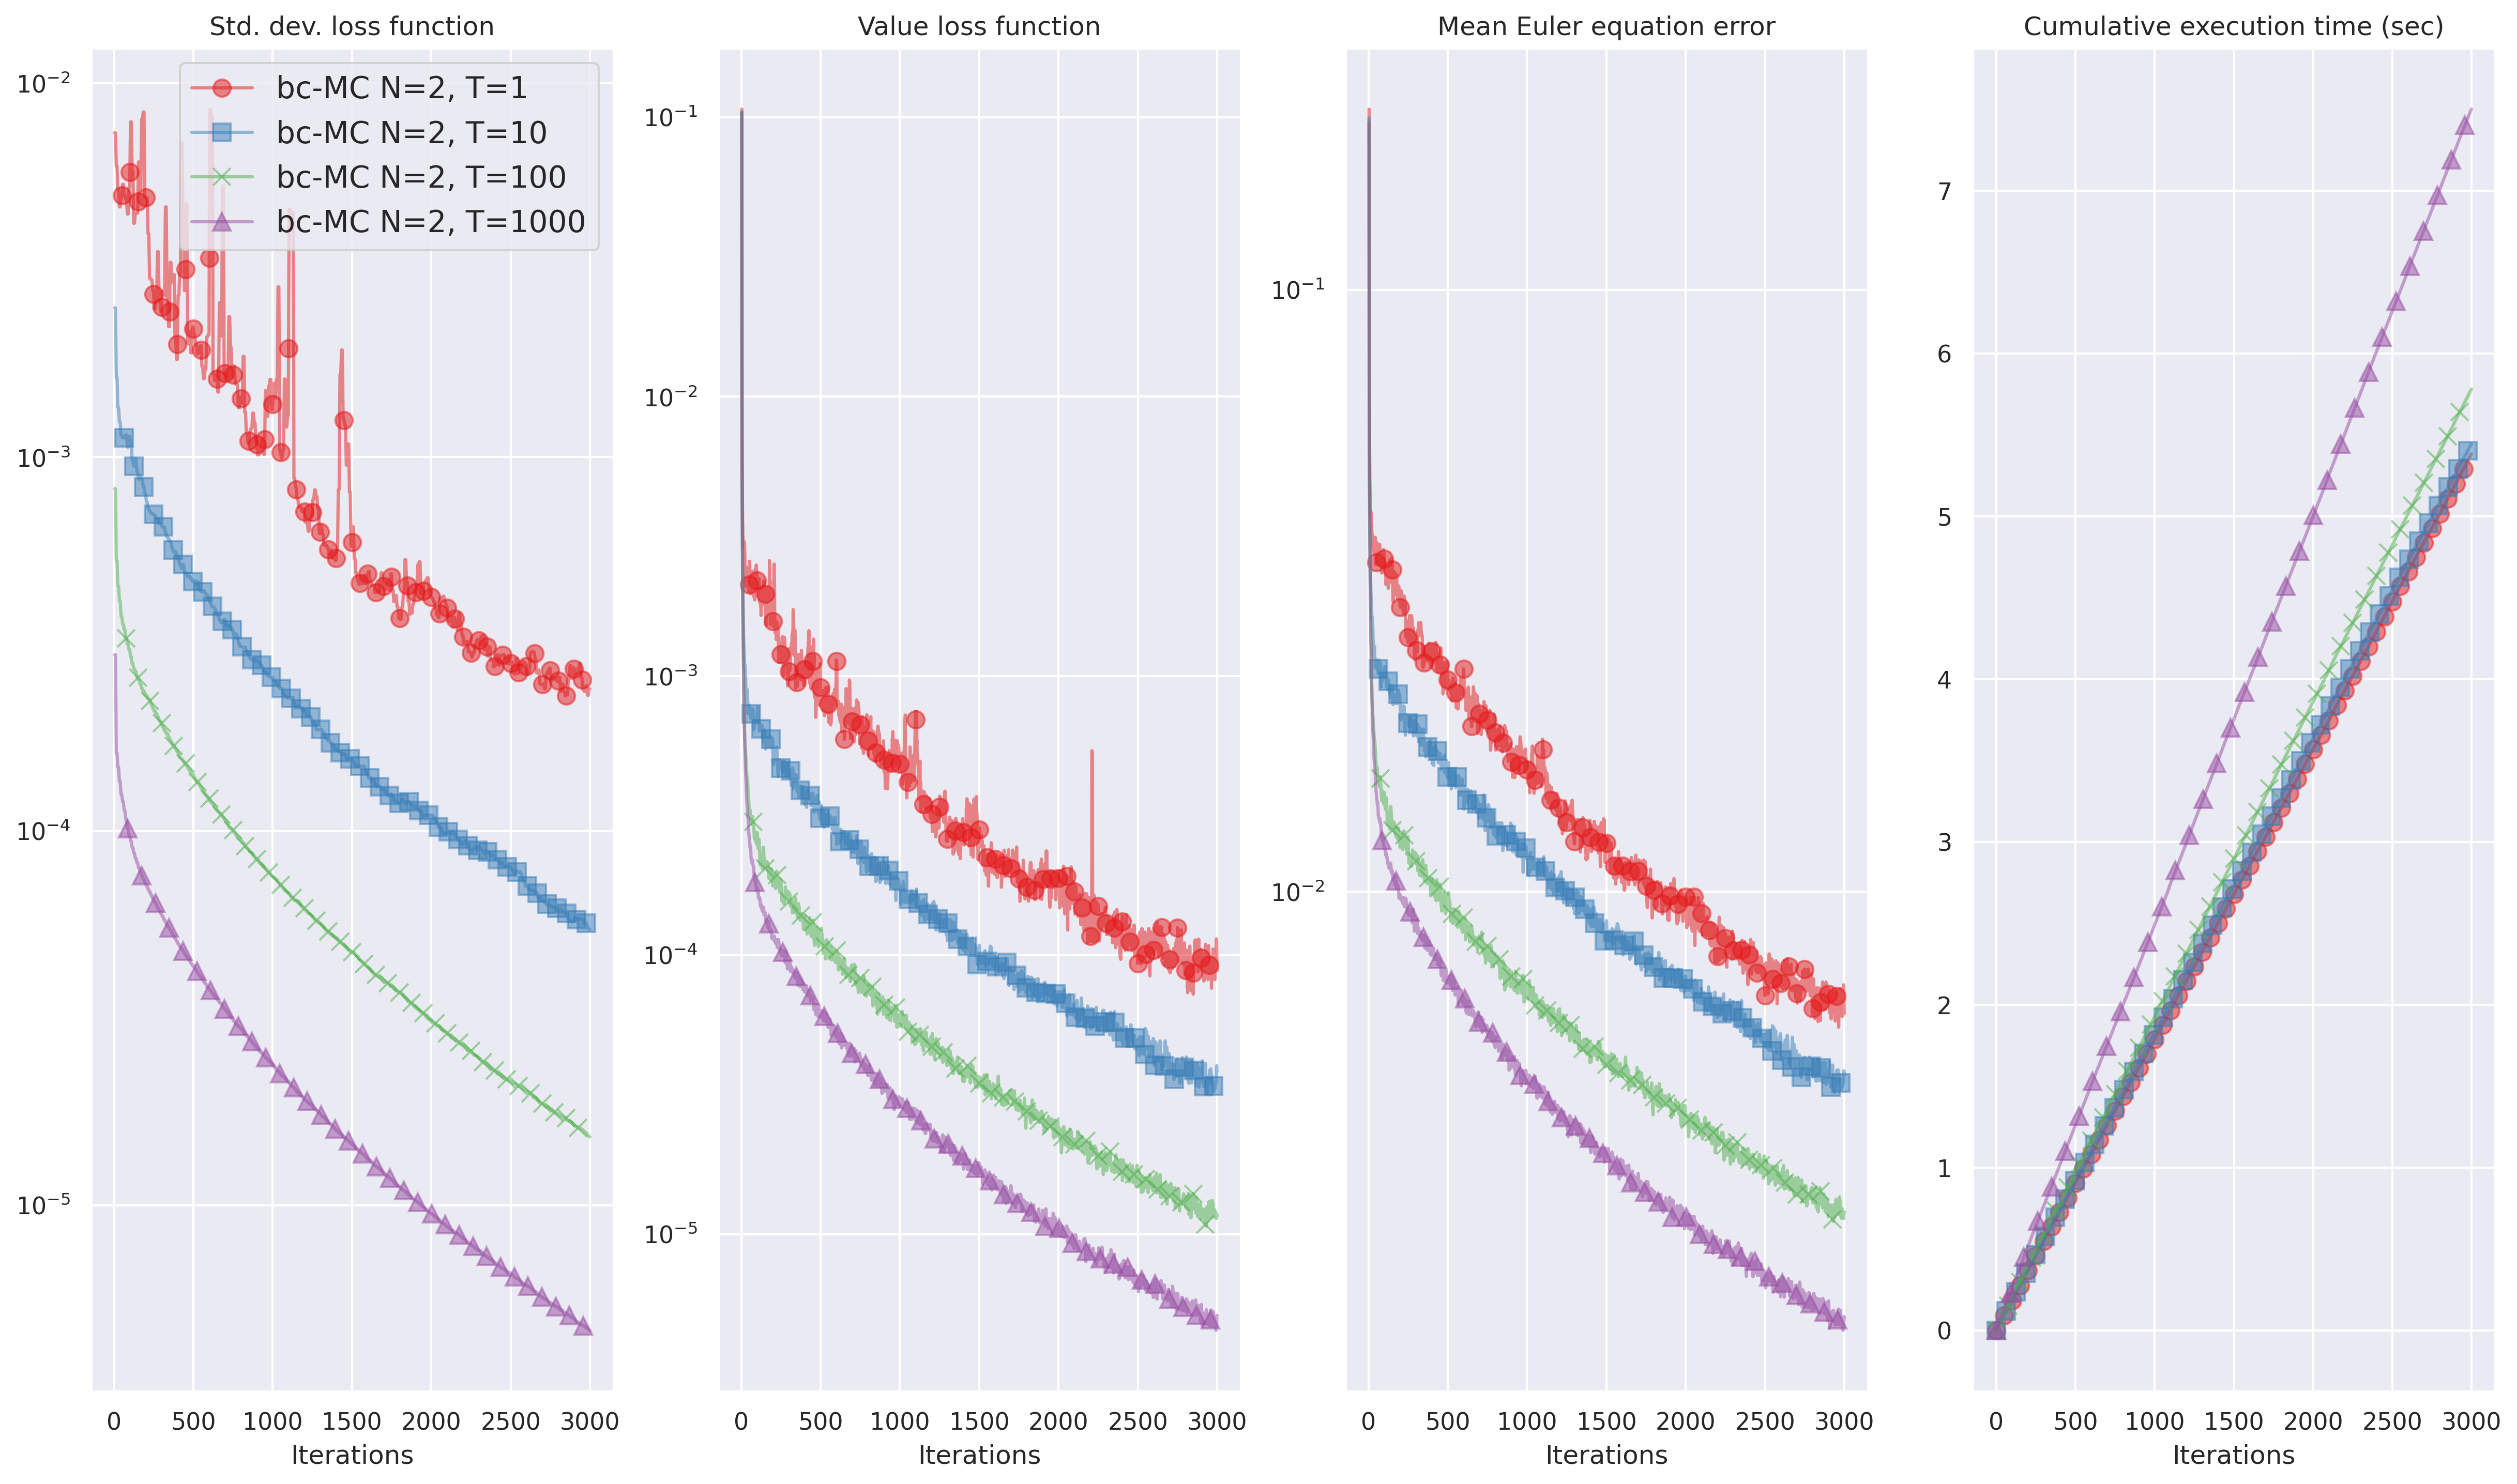 Std. dev. loss function
10⁻²
10⁻³
10⁻⁴
10⁻⁵
bc-MC N=2, T=1
bc-MC N=2, T=10
bc-MC N=2, T=100
bc-MC N=2, T=1000
0 500 1000 1500 2000 2500 3000
Iterations
Value loss function
10⁻¹
10⁻²
10⁻³
10⁻⁴
10⁻⁵
0 500 1000 1500 2000 2500 3000
Iterations
Mean Euler equation error
10⁻¹
10⁻²
0 500 1000 1500 2000 2500 3000
Iterations
Cumulative execution time (sec)
7
6
5
4
3
2
1
0
0 500 1000 1500 2000 2500 3000
Iterations